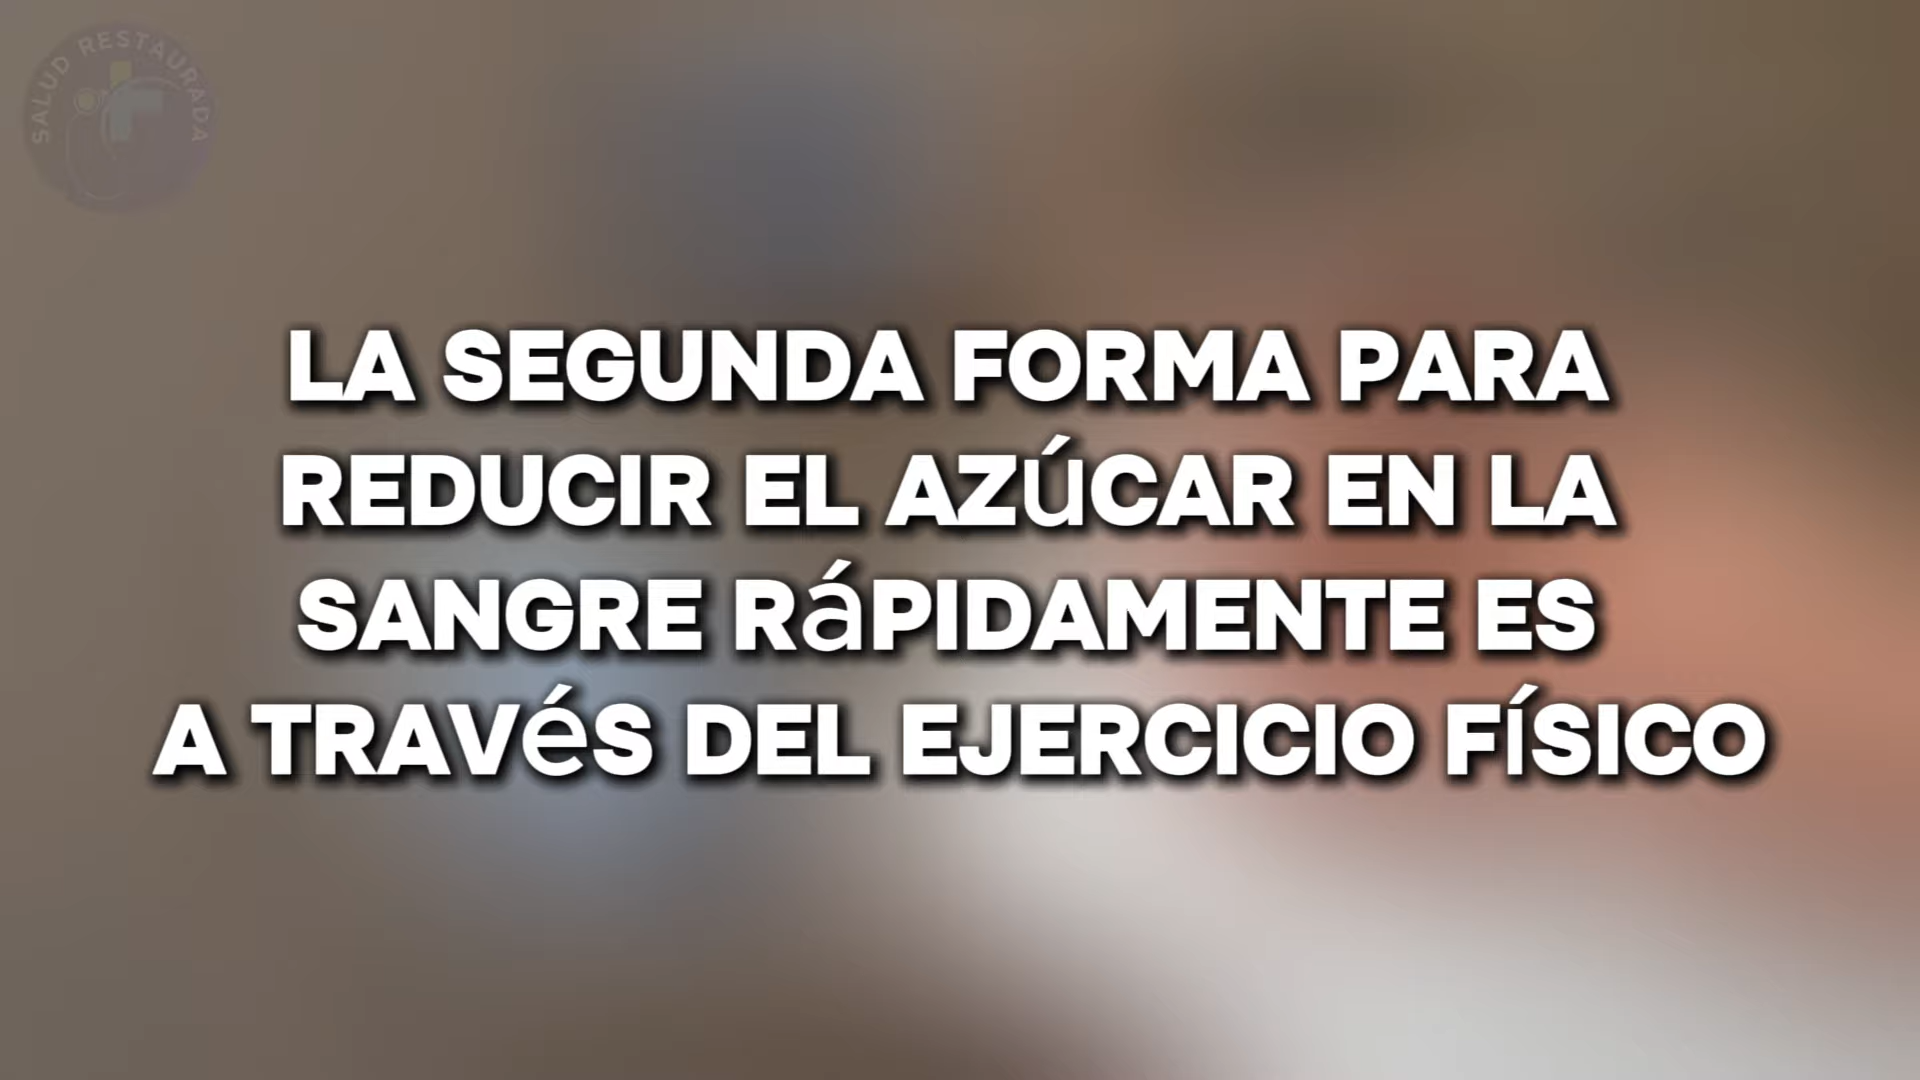 SALUD RESTAURADA
LA SEGUNDA FORMA PARA
REDUCIR EL AZÚCAR EN LA
SANGRE RáPIDAMENTE ES
A TRAVéS DEL EJERCICIO FÍSICO